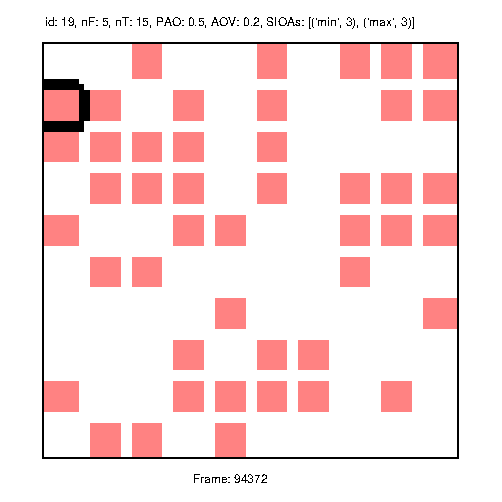 id: 19, nF: 5, nT: 15, PAO: 0.5, AOV: 0.2, SIOAs: [('min', 3), ('max', 3)]
Frame: 94372